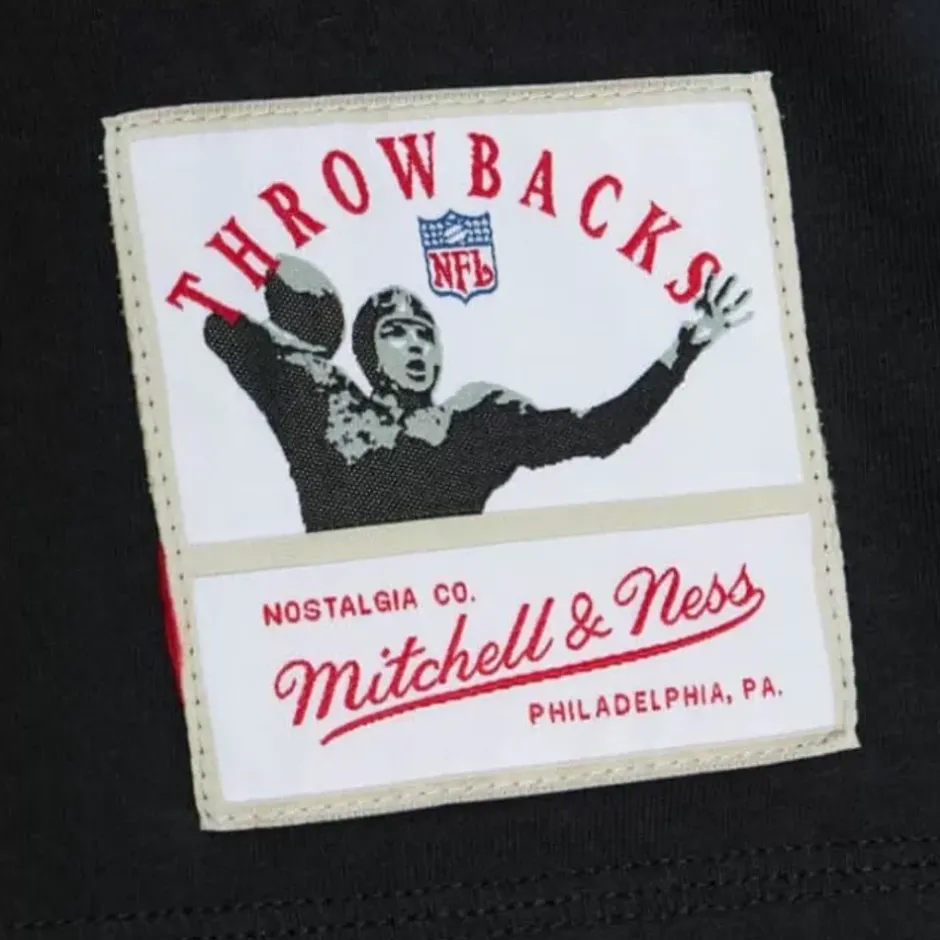 THROWBACKS
NFL
NOSTALGIA CO.
Mitchell & Ness
PHILADELPHIA, PA.